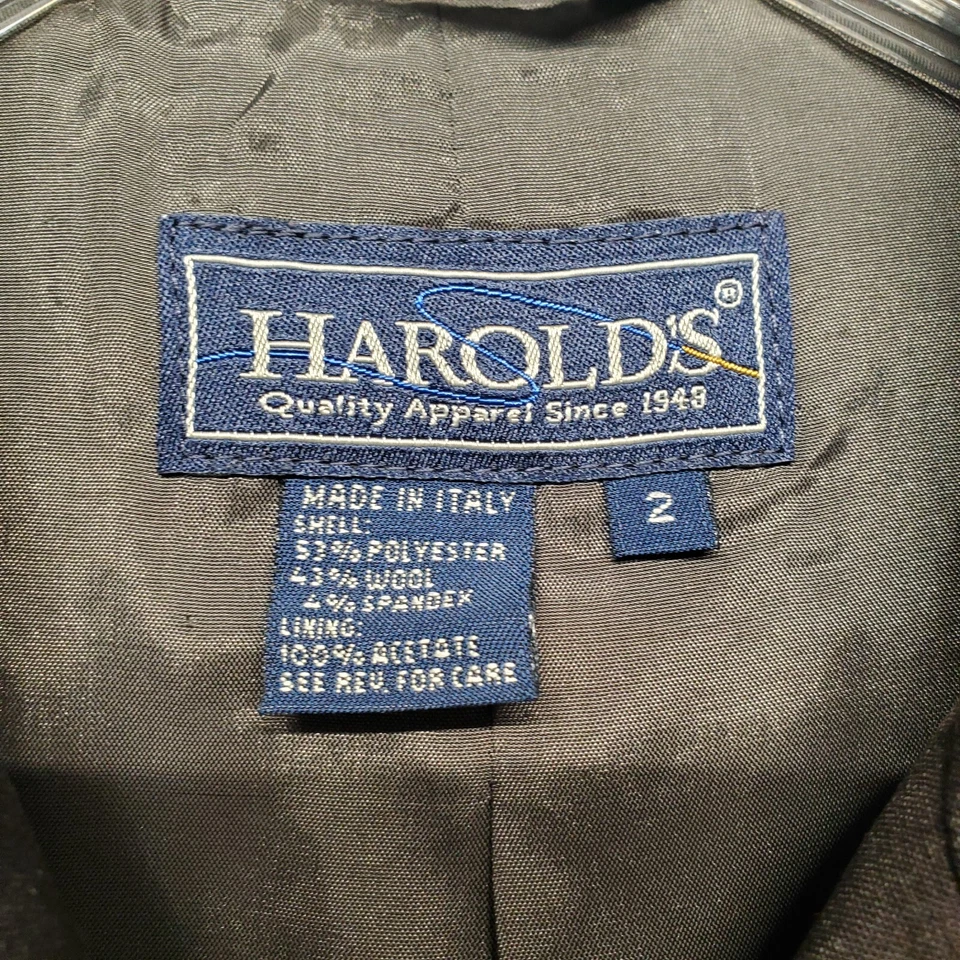 HAROLD'S®
Quality Apparel Since 1948
MADE IN ITALY
2
SHELL:
53% POLYESTER
43% WOOL
4% SPANDEX
LINING:
100% ACETATE
SEE REV. FOR CARE